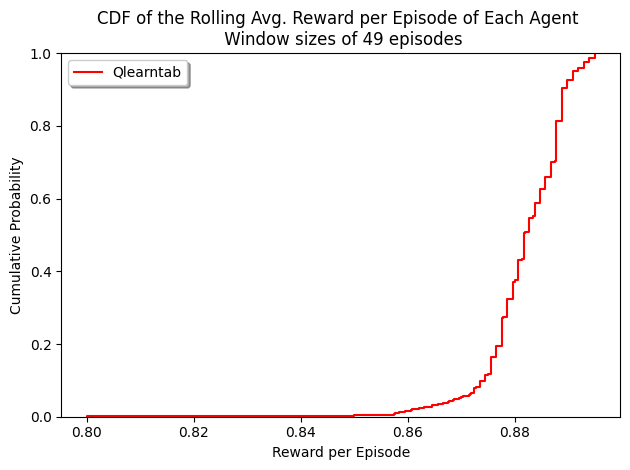 CDF of the Rolling Avg. Reward per Episode of Each Agent
Window sizes of 49 episodes
Qlearntab
Cumulative Probability
1.0
0.8
0.6
0.4
0.2
0.0
0.80 0.82 0.84 0.86 0.88
Reward per Episode